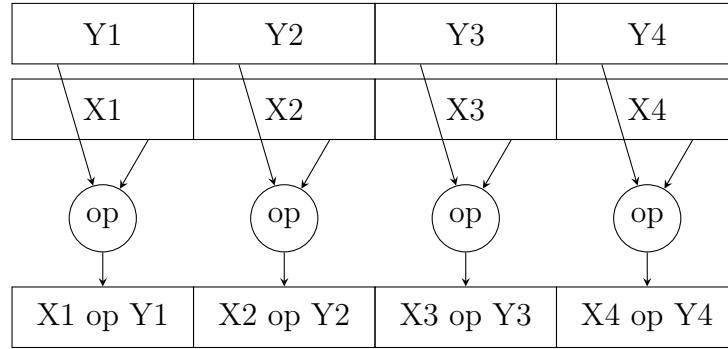 Y1 Y2 Y3 Y4
X1 X2 X3 X4
op op op op
X1 op Y1 X2 op Y2 X3 op Y3 X4 op Y4